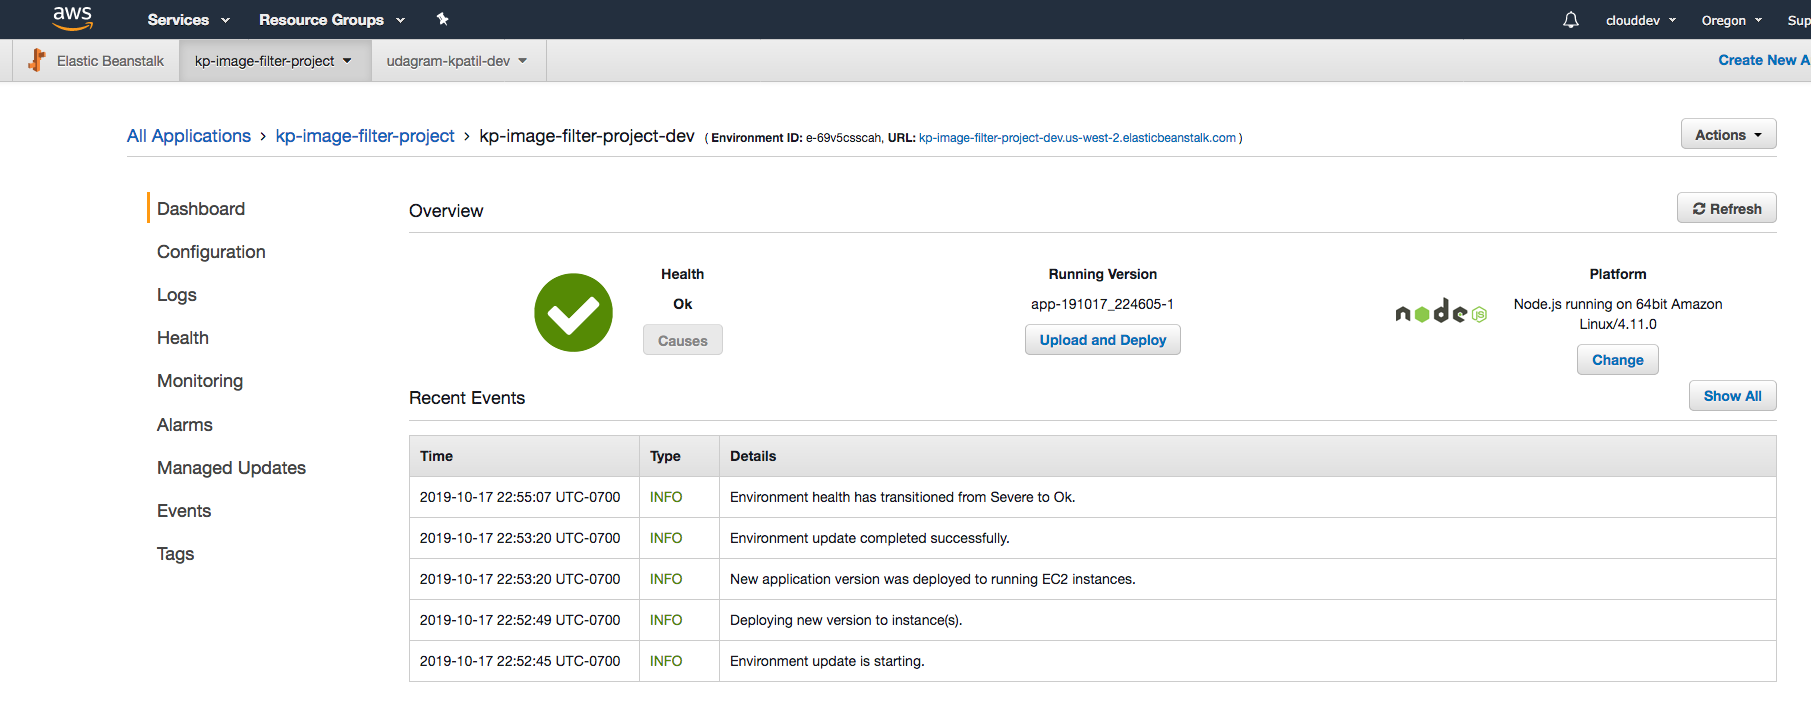 aws Services Resource Groups clouddev Oregon Sup
Elastic Beanstalk kp-image-filter-project udagram-kpatil-dev Create New A
All Applications > kp-image-filter-project > kp-image-filter-project-dev ( Environment ID: e-69v5csscah, URL: kp-image-filter-project-dev.us-west-2.elasticbeanstalk.com )
Actions
Dashboard
Configuration
Logs
Health
Monitoring
Alarms
Managed Updates
Events
Tags
Overview
Refresh
Health
Ok
Causes
Running Version
app-191017_224605-1
Upload and Deploy
node JS
Platform
Node.js running on 64bit Amazon
Linux/4.11.0
Change
Recent Events
Show All
Time Type Details
2019-10-17 22:55:07 UTC-0700 INFO Environment health has transitioned from Severe to Ok.
2019-10-17 22:53:20 UTC-0700 INFO Environment update completed successfully.
2019-10-17 22:53:20 UTC-0700 INFO New application version was deployed to running EC2 instances.
2019-10-17 22:52:49 UTC-0700 INFO Deploying new version to instance(s).
2019-10-17 22:52:45 UTC-0700 INFO Environment update is starting.